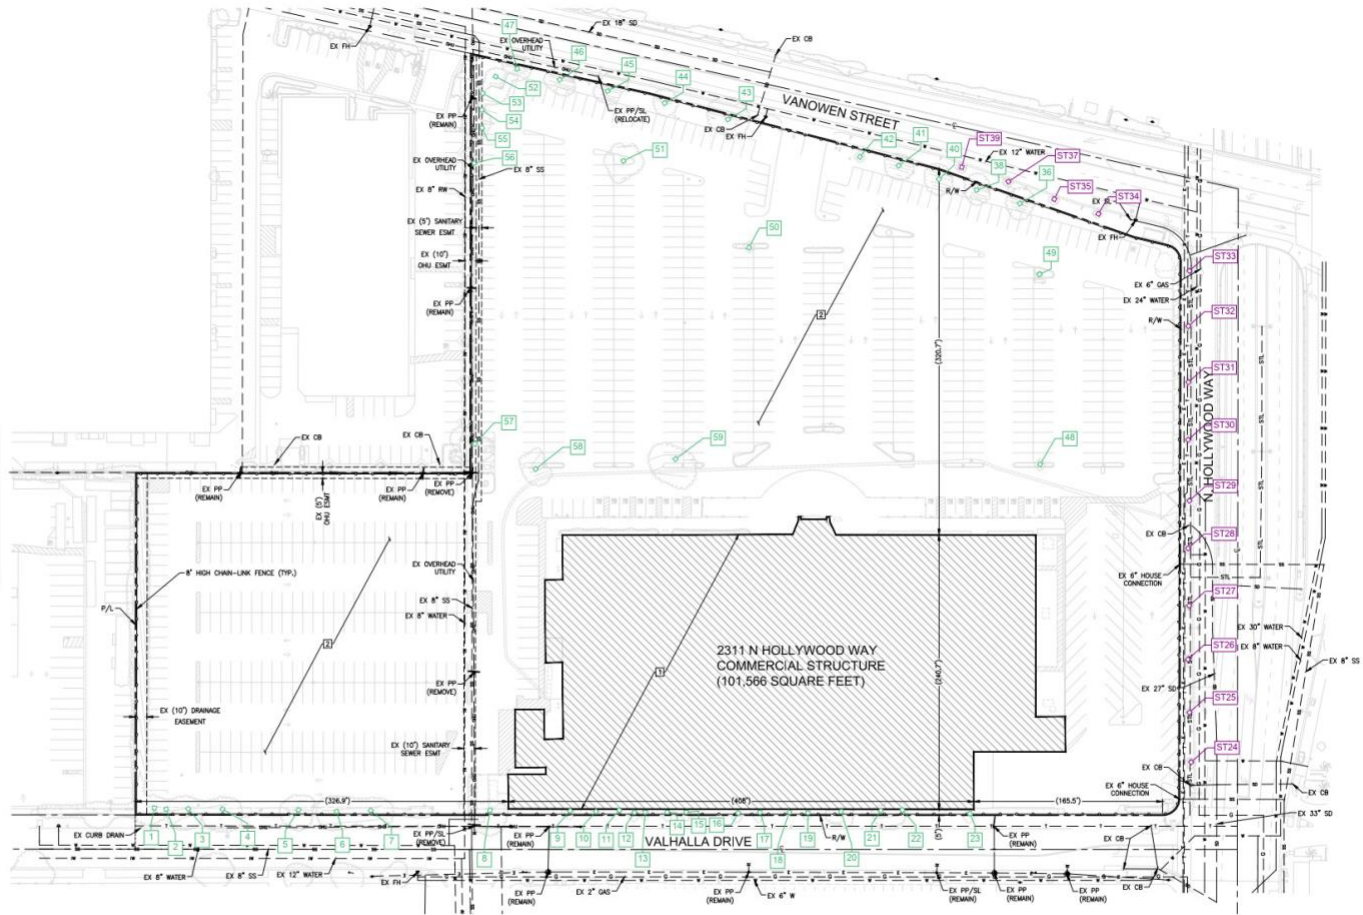 47
EX 18" SD
EX CB
EX FH
EX OVERHEAD
UTILITY
46
45
44
43
52
53
54
55
56
51
EX PP
(REMAIN)
EX PP/SL
(RELOCATE)
EX CB
EX FH
VANOWEN STREET
42
41
40
ST39
EX 12" WATER
ST37
38
36
R/W
ST35
ST34
EX SL
EX FH
EX OVERHEAD
UTILITY
EX 8" SS
EX 8" RW
EX (5') SANITARY
SEWER ESMT
EX (10')
OHU ESMT
EX PP
(REMAIN)
50
49
2
(320.7')
ST33
EX 6" GAS
EX 24" WATER
R/W
ST32
ST31
ST30
N. HOLLYWOOD WAY
ST29
57
58
59
48
EX CB
EX CB
EX PP
(REMAIN)
EX (5')
OHU ESMT
EX PP
(REMAIN)
EX PP
(REMOVE)
EX CB
ST28
EX 6" HOUSE
CONNECTION
ST27
8' HIGH CHAIN-LINK FENCE (TYP.)
P/L
EX OVERHEAD
UTILITY
EX 8" SS
EX 8" WATER
2
EX PP
(REMOVE)
2311 N HOLLYWOOD WAY
COMMERCIAL STRUCTURE
(101,566 SQUARE FEET)
1
(240.7')
EX 30" WATER
EX 8" WATER
EX 8" SS
ST26
EX 27" SD
ST25
EX (10') DRAINAGE
EASEMENT
EX (10') SANITARY
SEWER ESMT
ST24
EX CB
EX 6" HOUSE
CONNECTION
EX CB
EX 33" SD
(326.9')
(408')
(165.5')
(5')
1
2
3
4
5
6
7
8
9
10
11
12
13
14
15
16
17
18
19
20
21
22
23
EX CURB DRAIN
EX PP/SL
(REMOVE)
EX PP
(REMAIN)
VALHALLA DRIVE
R/W
EX PP
(REMAIN)
EX CB
EX 8" WATER
EX 8" SS
EX 12" WATER
EX FH
EX PP
(REMAIN)
EX 2" GAS
EX PP
(REMAIN)
EX 6" W
EX PP/SL
(REMAIN)
EX PP
(REMAIN)
EX PP
(REMAIN)
EX CB